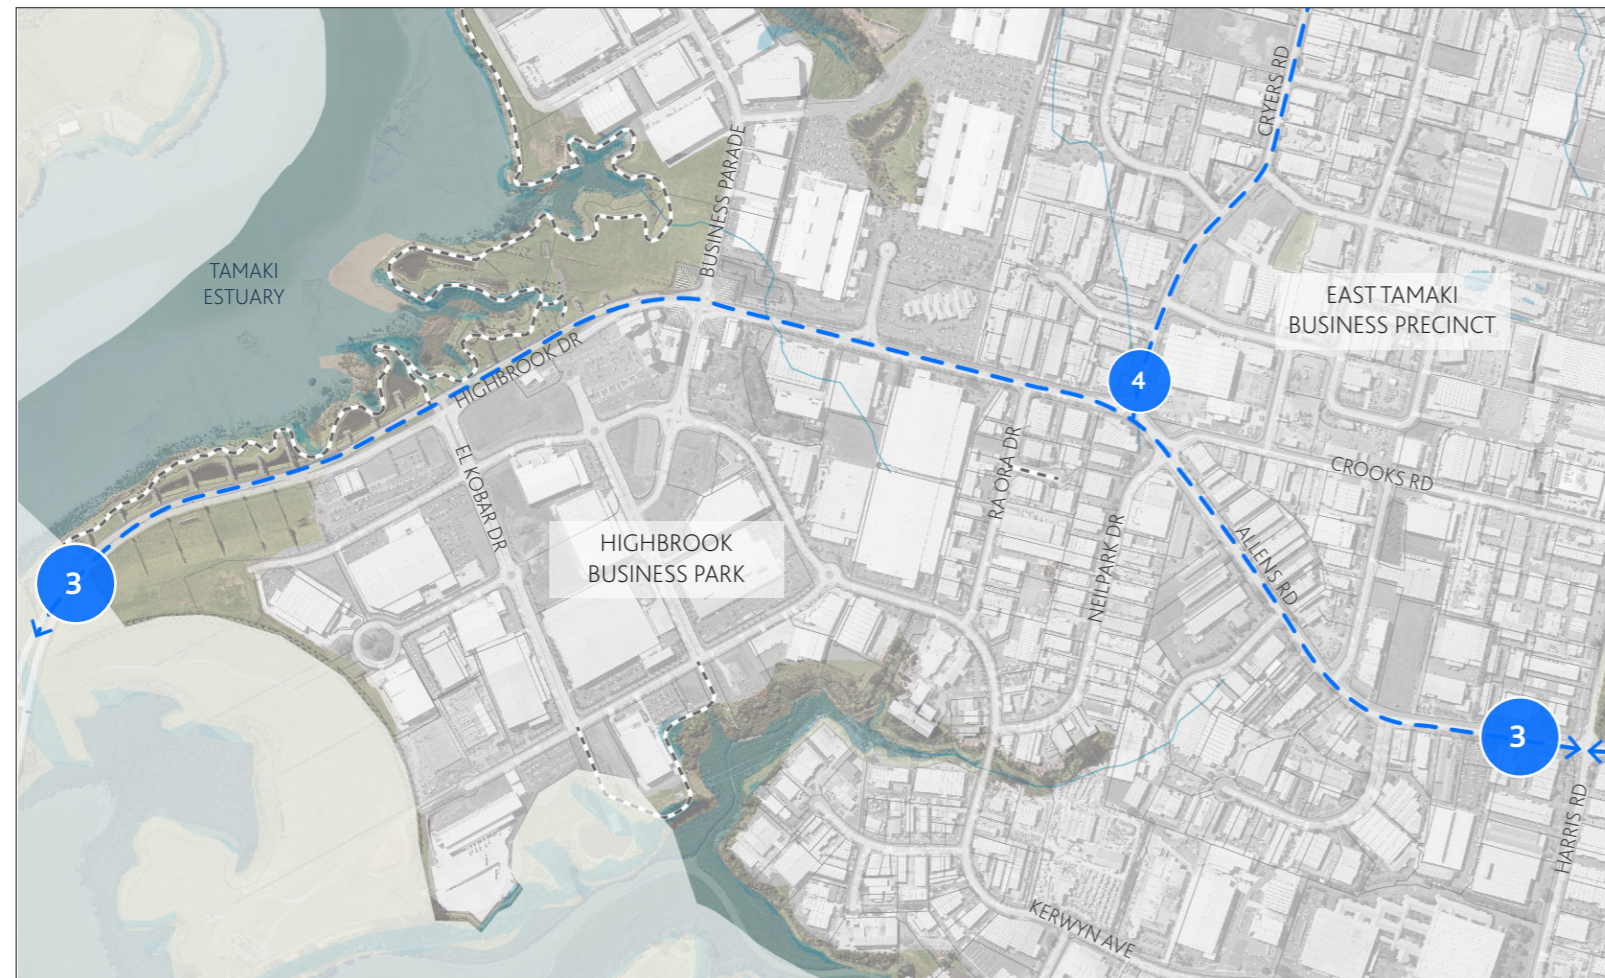 CRYERS RD
BUSINESS PARADE
TAMAKI
ESTUARY
EAST TAMAKI
BUSINESS PRECINCT
HIGHBROOK DR
4
EL KOBAR DR
RA ORA DR
CROOKS RD
NEILPARK DR
ALLENS RD
HIGHBROOK
BUSINESS PARK
3
3
HARRIS RD
KERWYN AVE